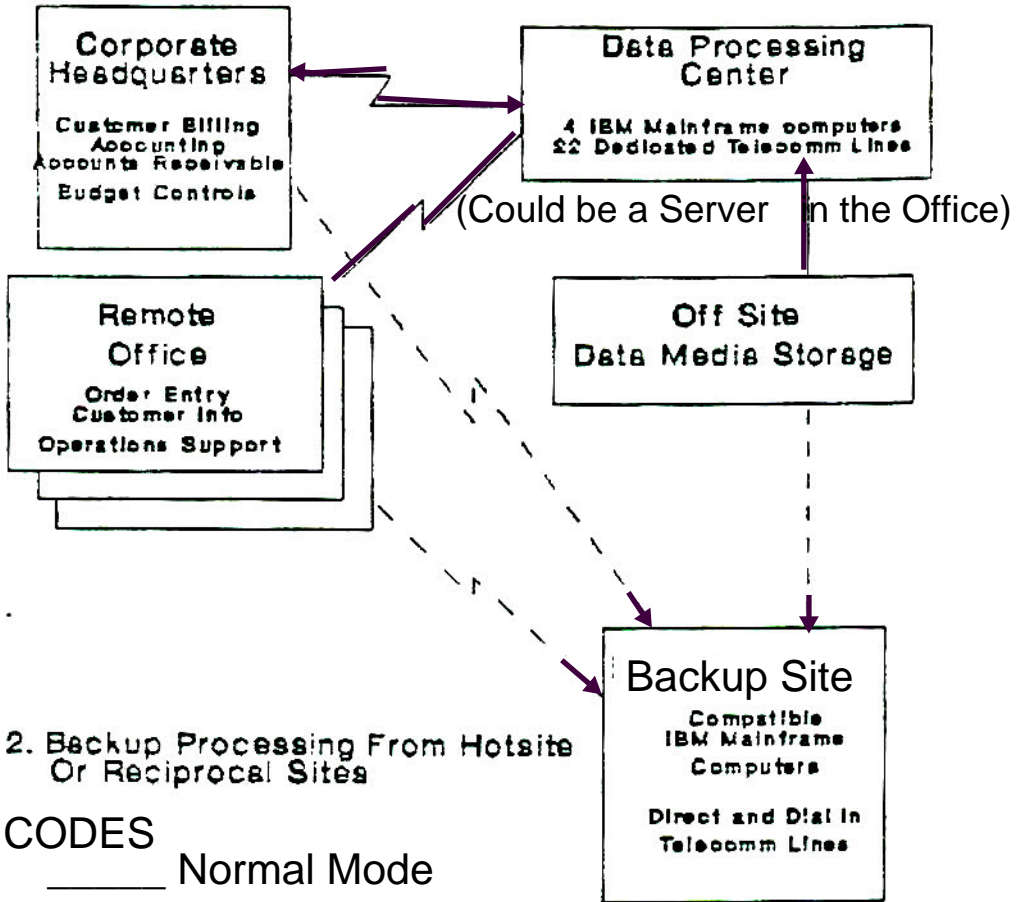 Corporate
Headquarters
Customer Billing
Accounting
Accounts Receivable
Budget Controls
Data Processing
Center
4 IBM Mainframe computers
22 Dedicated Telecomm Lines
(Could be a Server in the Office)
Remote
Office
Order Entry
Customer Info
Operations Support
Off Site
Data Media Storage
Backup Site
Compatible
IBM Mainframe
Computers
Direct and Dial in
Telecomm Lines
2. Backup Processing From Hotsite
Or Reciprocal Sites
CODES
_____ Normal Mode